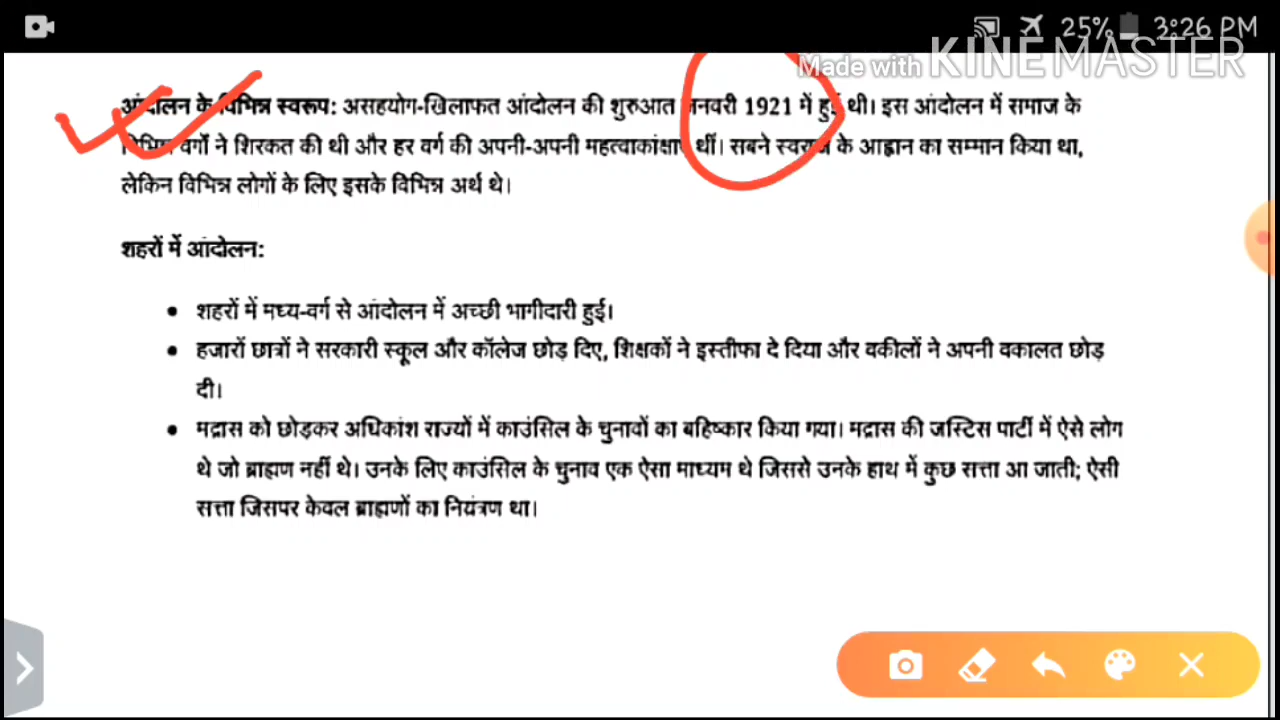 25% 3:26 PM
Made with KINEMASTER
आंदोलन के विभिन्न स्वरूप: असहयोग-खिलाफत आंदोलन की शुरुआत जनवरी 1921 में हुई थी। इस आंदोलन में समाज के
विभिन्न वर्गों ने शिरकत की थी और हर वर्ग की अपनी-अपनी महत्वाकांक्षाएं थीं। सबने स्वराज के आह्वान का सम्मान किया था,
लेकिन विभिन्न लोगों के लिए इसके विभिन्न अर्थ थे।
शहरों में आंदोलन:
• शहरों में मध्य-वर्ग से आंदोलन में अच्छी भागीदारी हुई।
• हजारों छात्रों ने सरकारी स्कूल और कॉलेज छोड़ दिए, शिक्षकों ने इस्तीफा दे दिया और वकीलों ने अपनी वकालत छोड़
दी।
• मद्रास को छोड़कर अधिकांश राज्यों में काउंसिल के चुनावों का बहिष्कार किया गया। मद्रास की जस्टिस पार्टी में ऐसे लोग
थे जो ब्राह्मण नहीं थे। उनके लिए काउंसिल के चुनाव एक ऐसा माध्यम थे जिससे उनके हाथ में कुछ सत्ता आ जाती; ऐसी
सत्ता जिसपर केवल ब्राह्मणों का नियंत्रण था।